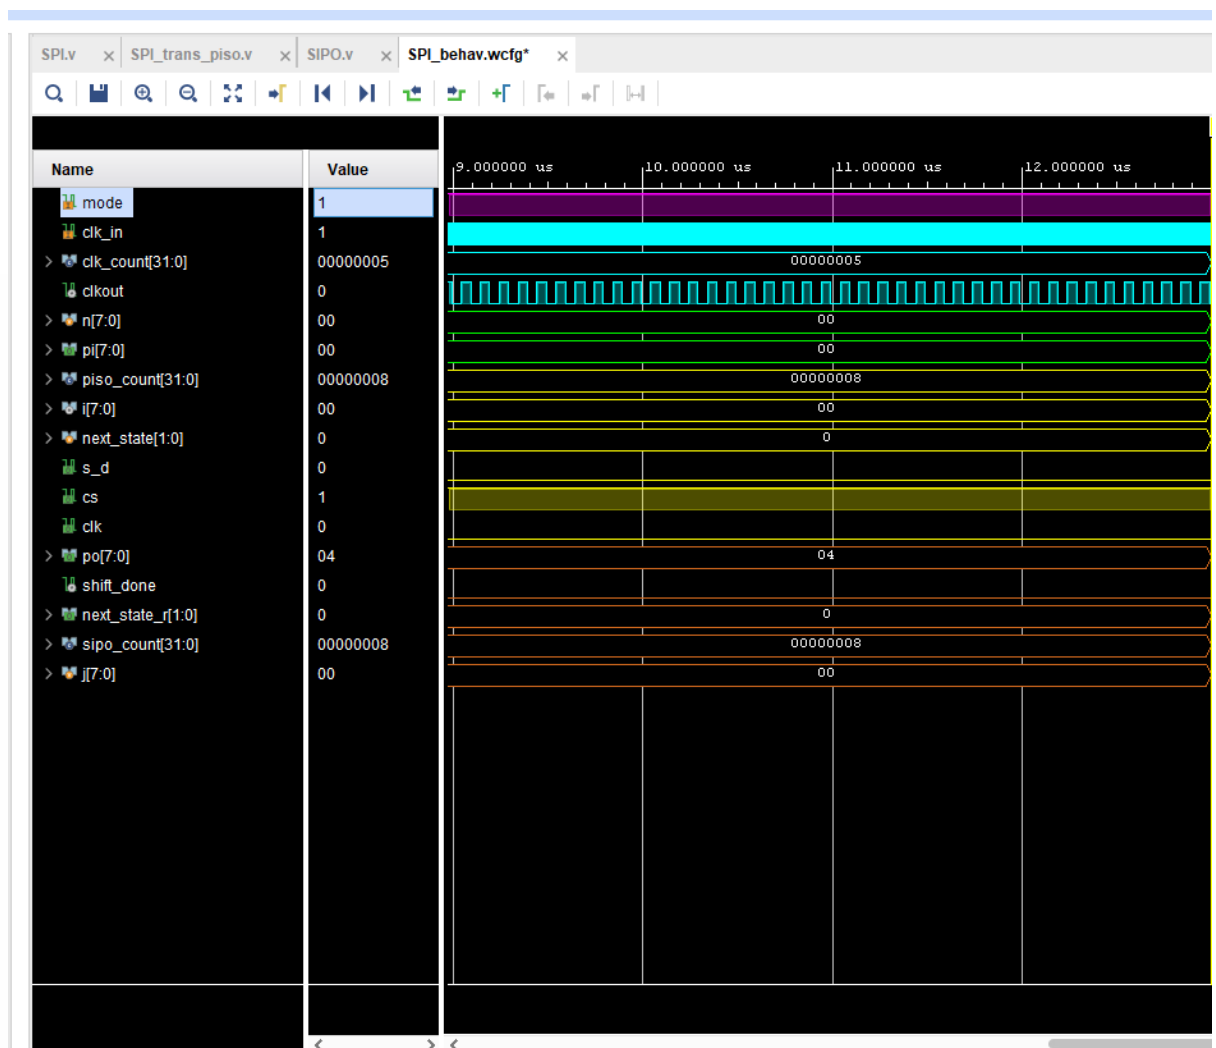 SPI.v × SPI_trans_piso.v × SIPO.v × SPI_behav.wcfg* ×
Name Value 9.000000 us 10.000000 us 11.000000 us 12.000000 us
mode 1
clk_in 1
clk_count[31:0] 00000005 00000005
clkout 0
n[7:0] 00 00
pi[7:0] 00 00
piso_count[31:0] 00000008 00000008
i[7:0] 00 00
next_state[1:0] 0 0
s_d 0
cs 1
clk 0
po[7:0] 04 04
shift_done 0
next_state_r[1:0] 0 0
sipo_count[31:0] 00000008 00000008
j[7:0] 00 00